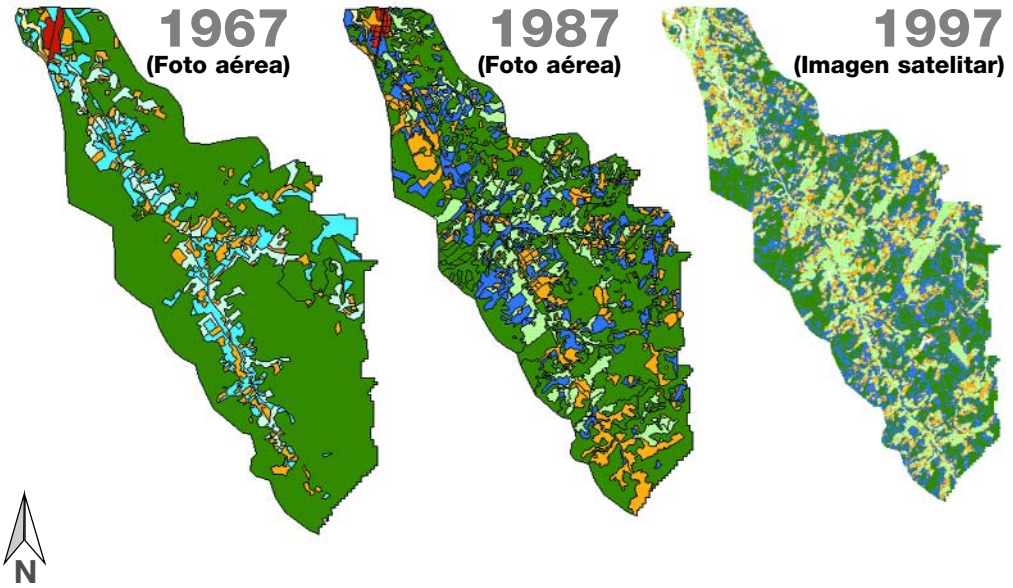 1967
(Foto aérea)
1987
(Foto aérea)
1997
(Imagen satelitar)
N